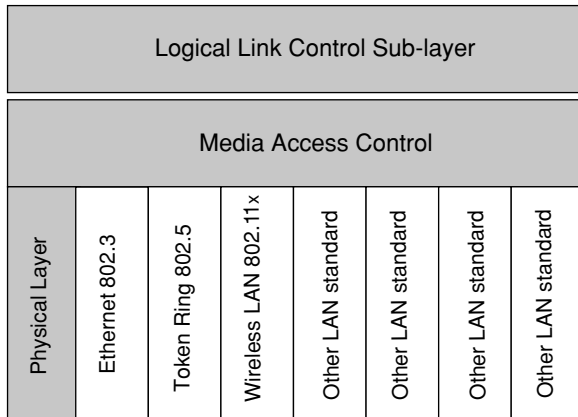 Logical Link Control Sub-layer
Media Access Control
Physical Layer
Ethernet 802.3
Token Ring 802.5
Wireless LAN 802.11x
Other LAN standard
Other LAN standard
Other LAN standard
Other LAN standard